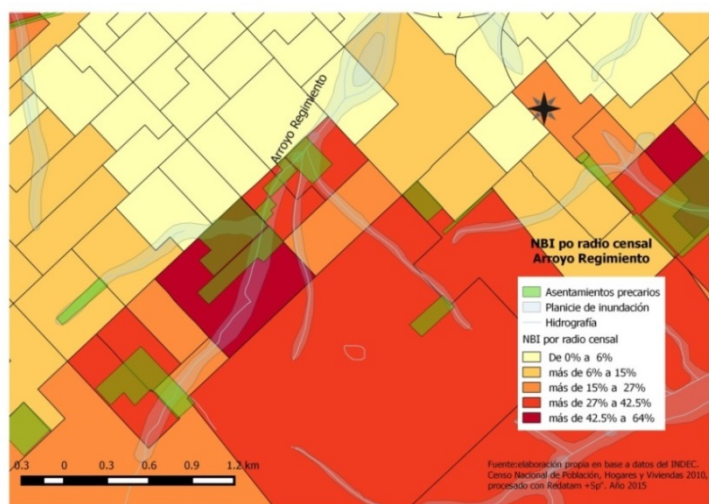 Arroyo Regimiento
NBI po radio censal
Arroyo Regimiento
Asentamientos precarios
Planicie de inundación
Hidrografía
NBI por radio censal
De 0% a 6%
más de 6% a 15%
más de 15% a 27%
más de 27% a 42.5%
más de 42.5% a 64%
0.3 0 0.3 0.6 0.9 1.2 km
Fuente:elaboración propia en base a datos del INDEC.
Censo Nacional de Población, Hogares y Viviendas 2010,
procesado con Redatam +Sp". Año 2015